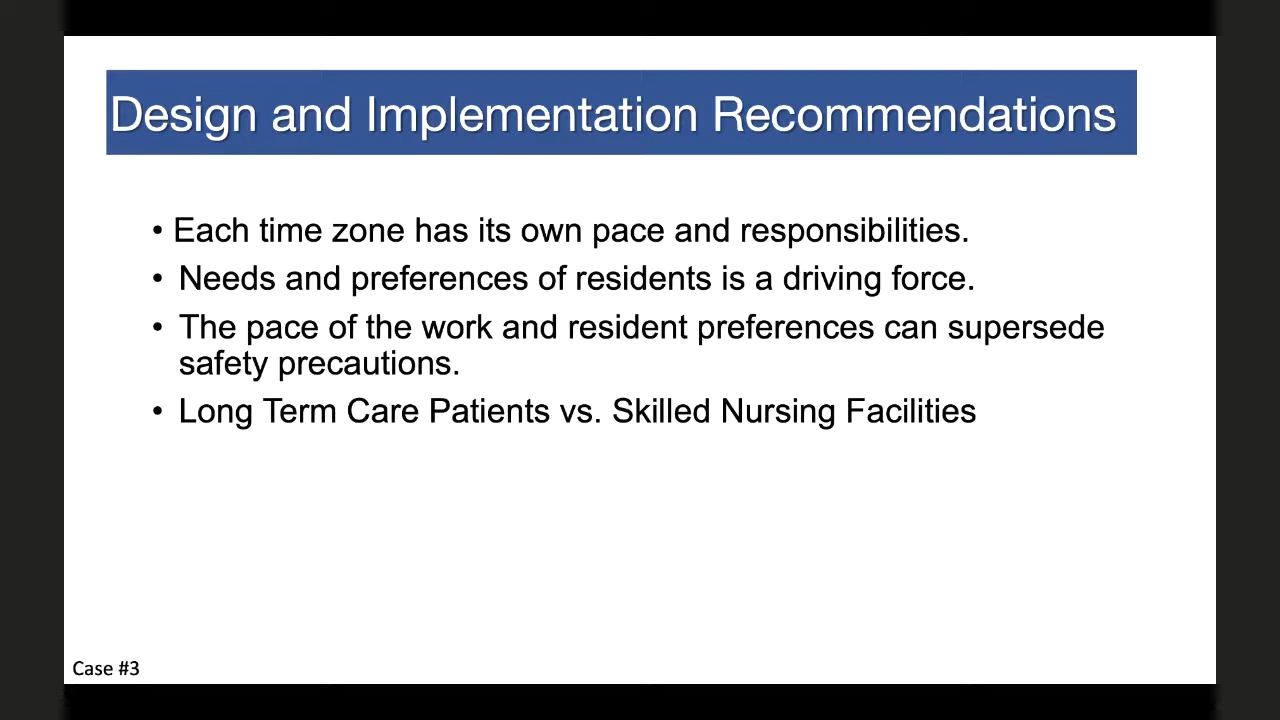 Design and Implementation Recommendations
• Each time zone has its own pace and responsibilities.
• Needs and preferences of residents is a driving force.
• The pace of the work and resident preferences can supersede
safety precautions.
• Long Term Care Patients vs. Skilled Nursing Facilities
Case #3